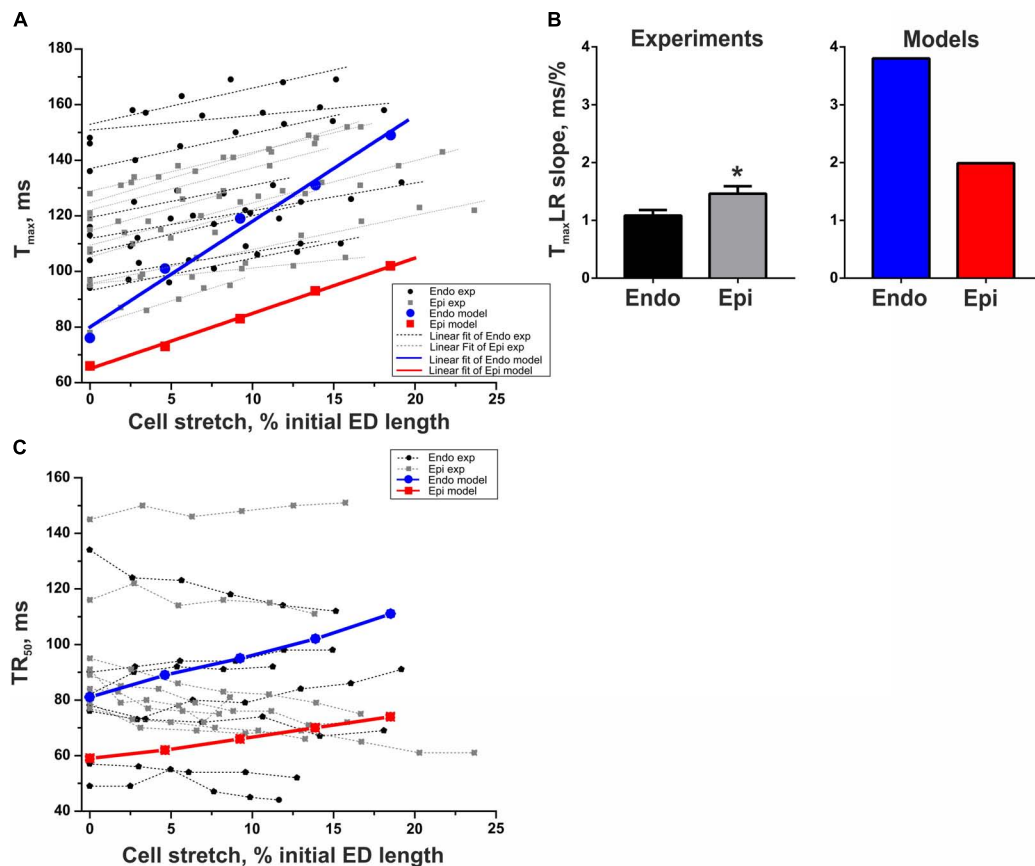 A
180
160
140
120
100
80
60
0
5
10
15
20
25
Tmax, ms
Cell stretch, % initial ED length
Endo exp
Epi exp
Endo model
Epi model
Linear fit of Endo exp
Linear Fit of Epi exp
Linear fit of Endo model
Linear fit of Epi model
B
Experiments
Models
4
3
2
1
0
TmaxLR slope, ms/%
*
Endo
Epi
4
2
0
Endo
Epi
C
160
140
120
100
80
60
40
0
5
10
15
20
25
TR50, ms
Cell stretch, % initial ED length
Endo exp
Epi exp
Endo model
Epi model